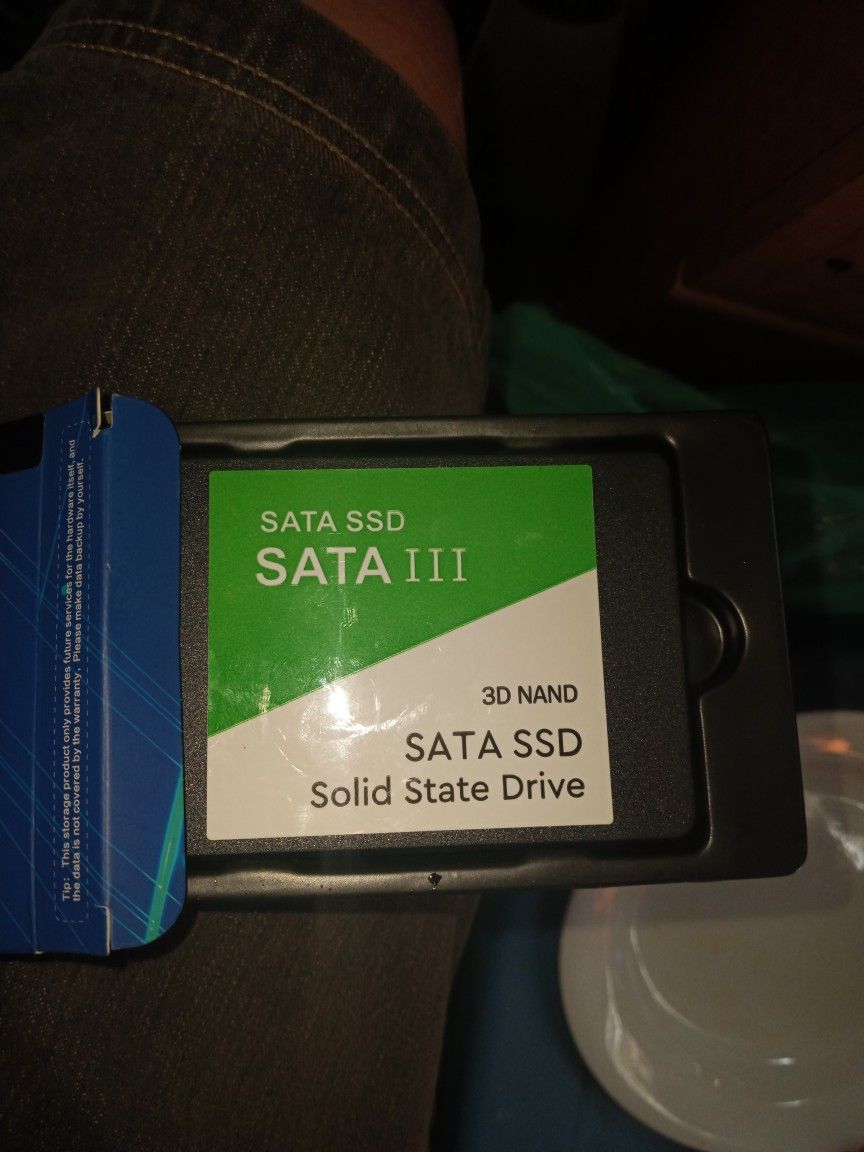 SATA SSD
SATA III
3D NAND
SATA SSD
Solid State Drive
Tip: This storage product only provides future services for the hardware itself, and
the data is not covered by the warranty, Please make data backup by yourself.